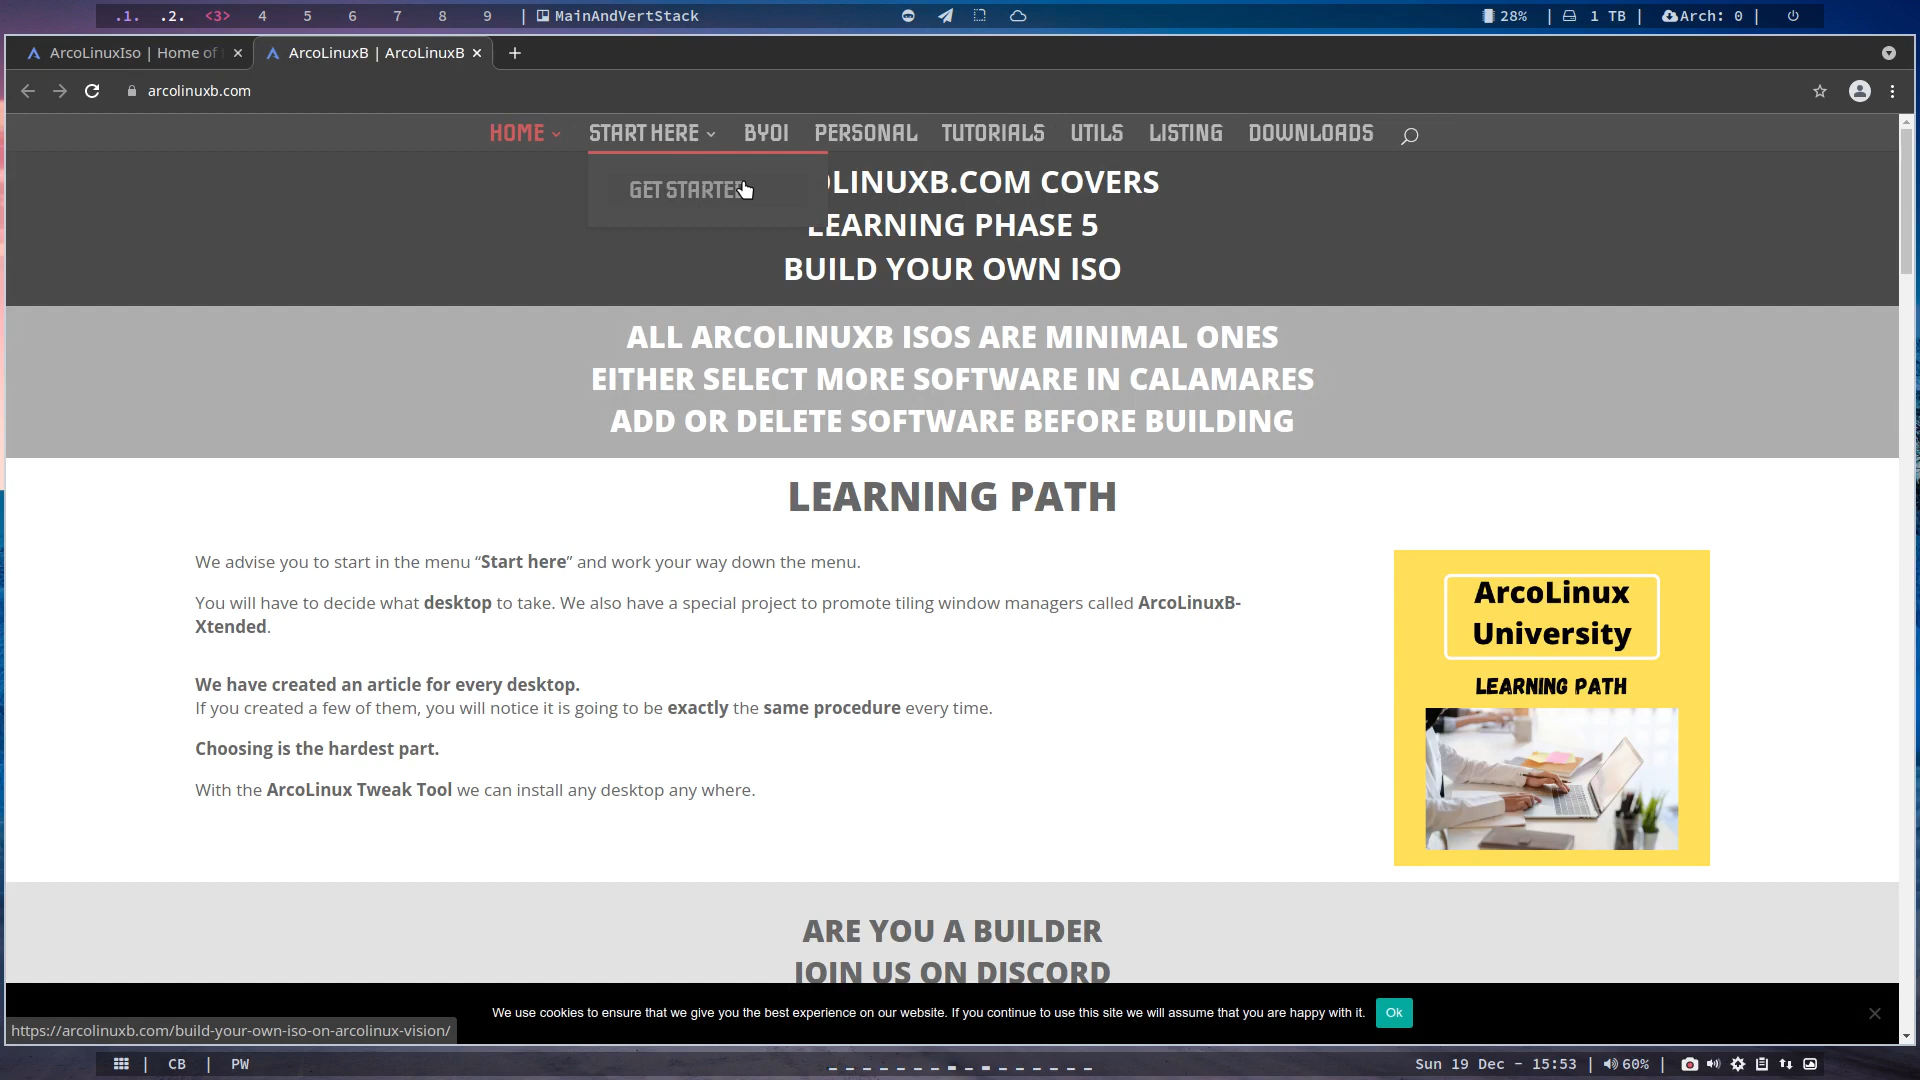 .1. .2. <3> 4 5 6 7 8 9 | MainAndVertStack
28% | 1 TB | Arch: 0 |
ArcoLinuxIso | Home of
ArcoLinuxB | ArcoLinuxB
arcolinuxb.com
HOME START HERE BYOI PERSONAL TUTORIALS UTILS LISTING DOWNLOADS
GET STARTE
OLINUXB.COM COVERS
LEARNING PHASE 5
BUILD YOUR OWN ISO
ALL ARCOLINUXB ISOS ARE MINIMAL ONES
EITHER SELECT MORE SOFTWARE IN CALAMARES
ADD OR DELETE SOFTWARE BEFORE BUILDING
LEARNING PATH
We advise you to start in the menu “Start here” and work your way down the menu.
You will have to decide what desktop to take. We also have a special project to promote tiling window managers called ArcoLinuxB-
Xtended.
We have created an article for every desktop.
If you created a few of them, you will notice it is going to be exactly the same procedure every time.
Choosing is the hardest part.
With the ArcoLinux Tweak Tool we can install any desktop any where.
ArcoLinux
University
LEARNING PATH
ARE YOU A BUILDER
JOIN US ON DISCORD
We use cookies to ensure that we give you the best experience on our website. If you continue to use this site we will assume that you are happy with it.
Ok
https://arcolinuxb.com/build-your-own-iso-on-arcolinux-vision/
| CB | PW
Sun 19 Dec - 15:53 | 60% |